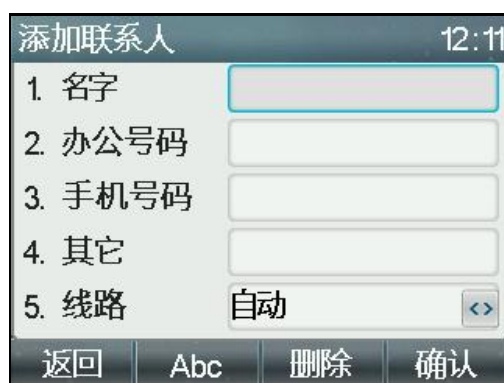 添加联系人 12:11
1. 名字
2. 办公号码
3. 手机号码
4. 其它
5. 线路 自动
返回 Abc 删除 确认